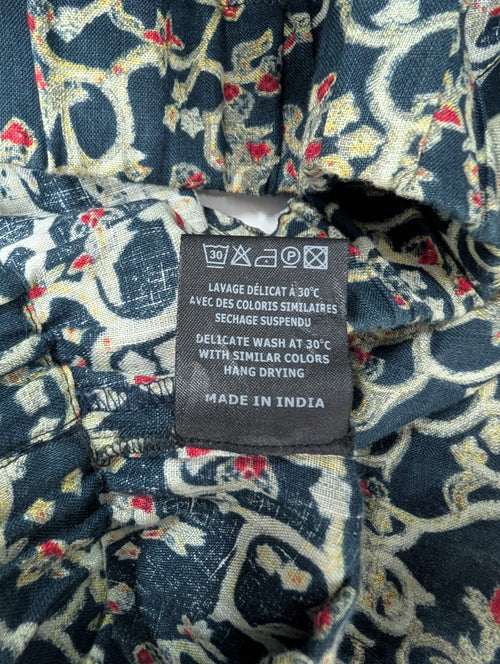 30 P
LAVAGE DÉLICAT À 30°C
AVEC DES COLORIS SIMILAIRES
SECHAGE SUSPENDU
DELICATE WASH AT 30°C
WITH SIMILAR COLORS
HANG DRYING
MADE IN INDIA